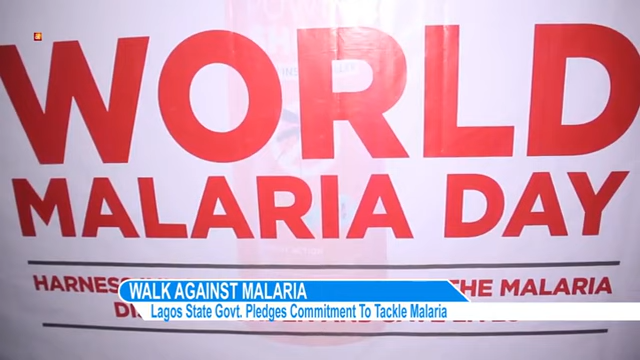 WORLD
MALARIA DAY
THE MALARIA
WALK AGAINST MALARIA
Lagos State Govt. Pledges Commitment To Tackle Malaria